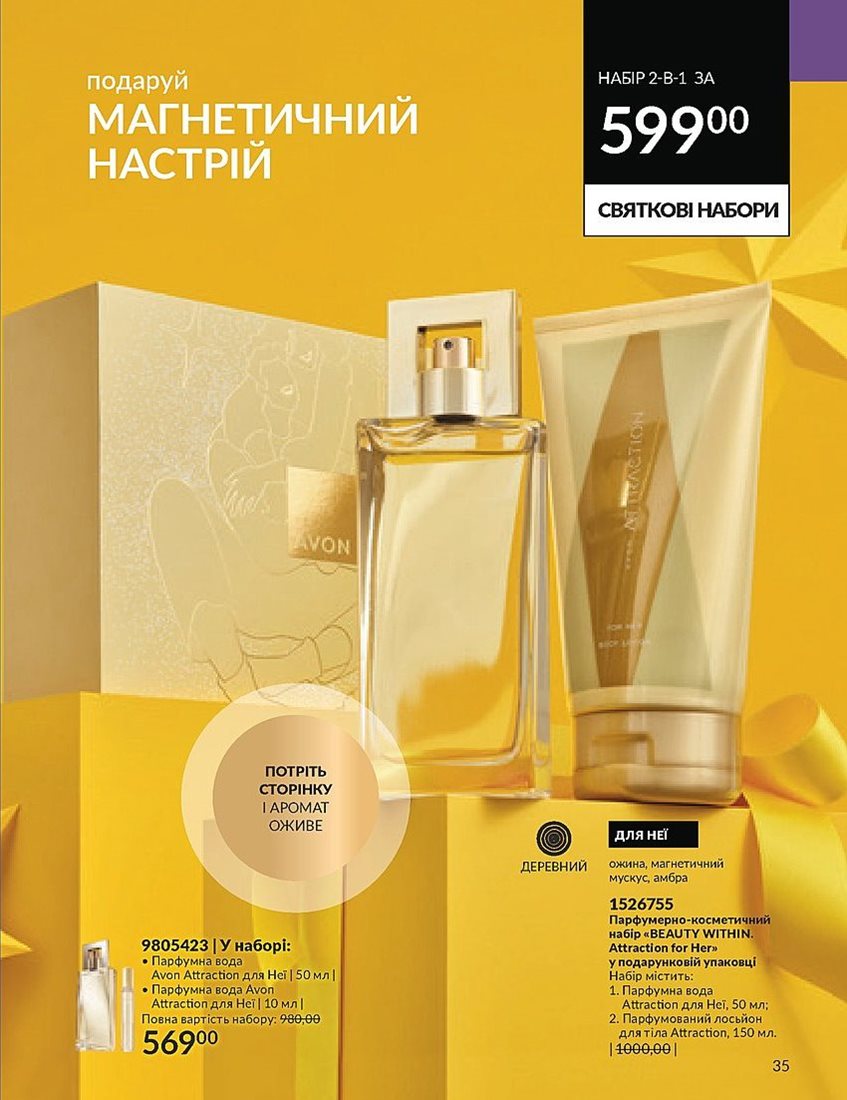 подаруй
МАГНЕТИЧНИЙ
НАСТРІЙ
НАБІР 2-В-1 ЗА
599⁰⁰
СВЯТКОВІ НАБОРИ
AVON
ATTRACTION
FOR HER
BODY LOTION
ПОТРІТЬ
СТОРІНКУ
І АРОМАТ
ОЖИВЕ
ДЕРЕВНИЙ
ДЛЯ НЕЇ
ожина, магнетичний
мускус, амбра
1526755
Парфумерно-косметичний
набір «BEAUTY WITHIN.
Attraction for Her»
у подарунковій упаковці
Набір містить:
1. Парфумна вода
Attraction для Неї, 50 мл;
2. Парфумований лосьйон
для тіла Attraction, 150 мл.
| 1000,00 |
9805423 | У наборі:
• Парфумна вода
Avon Attraction для Неї | 50 мл |
• Парфумна вода Avon
Attraction для Неї | 10 мл |
Повна вартість набору: 980,00
569⁰⁰
35